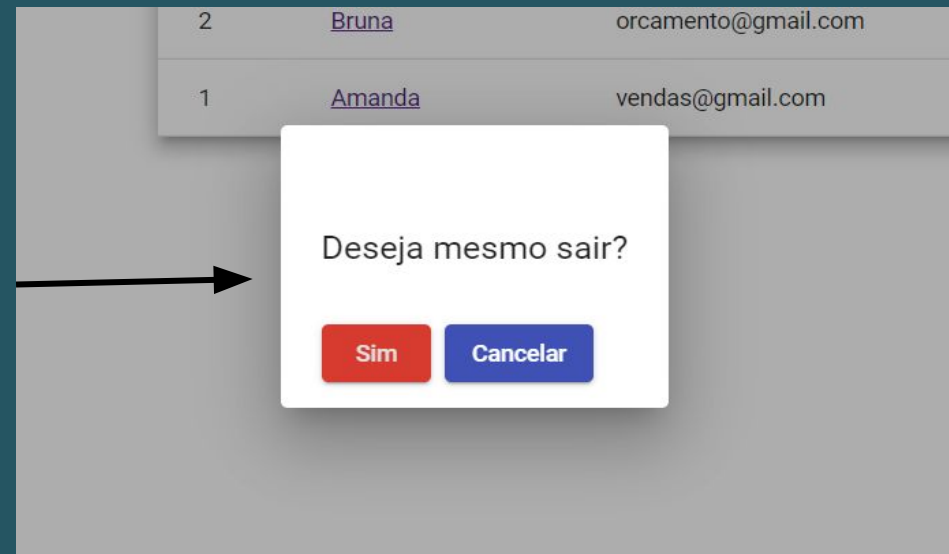 2 Bruna orcamento@gmail.com
1 Amanda vendas@gmail.com
Deseja mesmo sair?
Sim Cancelar